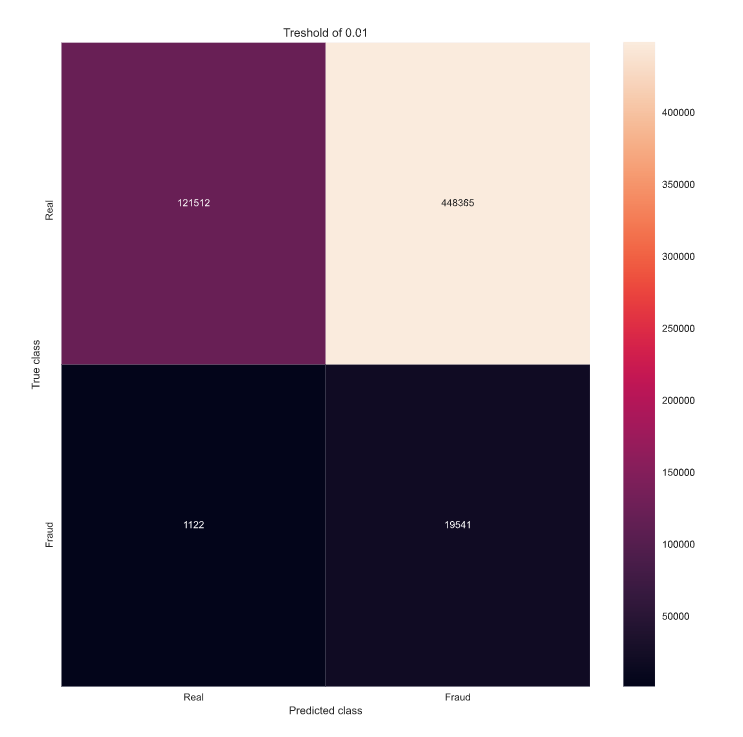 Treshold of 0.01
Real
Fraud
True class
121512
448365
1122
19541
Real
Fraud
Predicted class
400000
350000
300000
250000
200000
150000
100000
50000